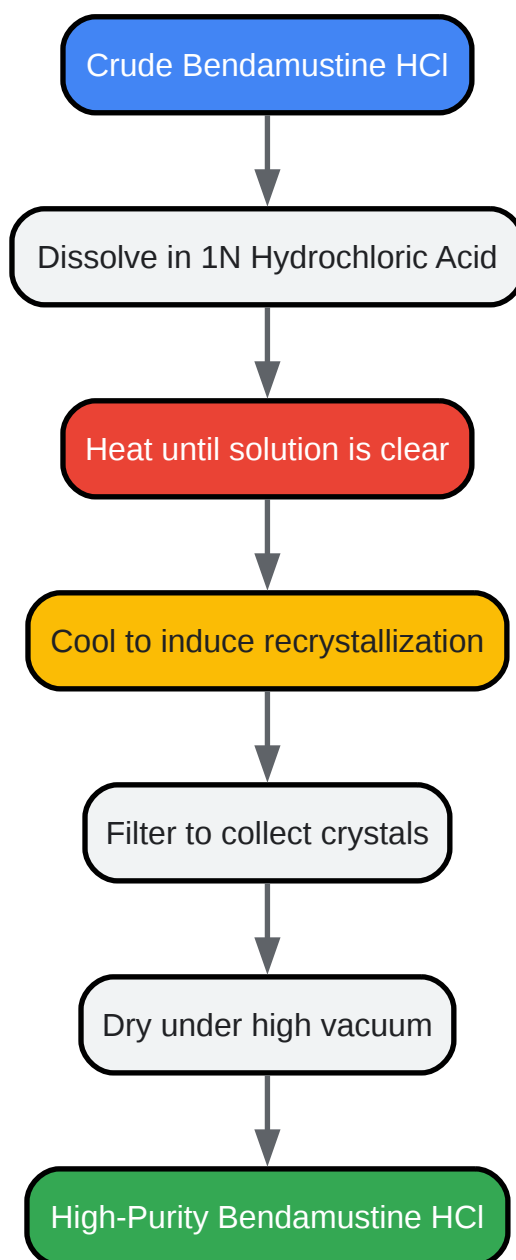 Crude Bendamustine HCl
Dissolve in 1N Hydrochloric Acid
Heat until solution is clear
Cool to induce recrystallization
Filter to collect crystals
Dry under high vacuum
High-Purity Bendamustine HCl